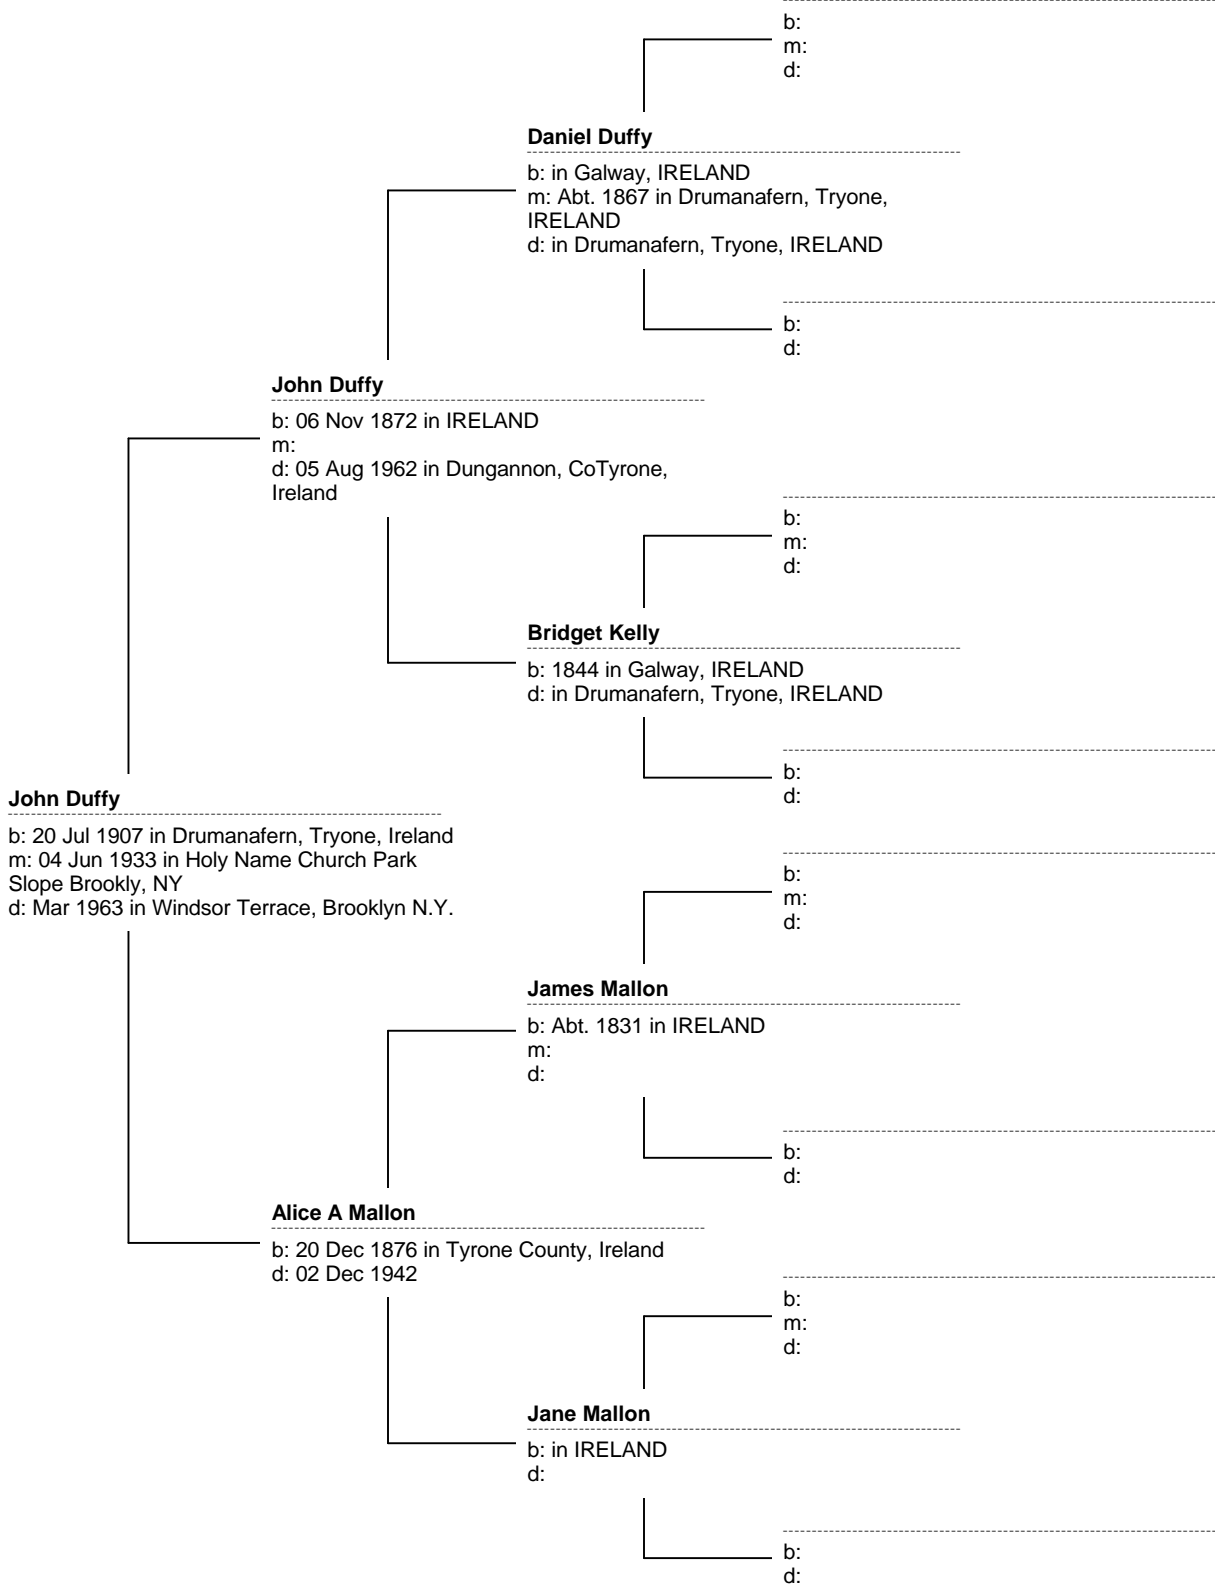 b:
m:
d:
Daniel Duffy
b: in Galway, IRELAND
m: Abt. 1867 in Drumanafern, Tryone,
IRELAND
d: in Drumanafern, Tryone, IRELAND
b:
d:
John Duffy
b: 06 Nov 1872 in IRELAND
m:
d: 05 Aug 1962 in Dungannon, CoTyrone,
Ireland
b:
m:
d:
Bridget Kelly
b: 1844 in Galway, IRELAND
d: in Drumanafern, Tryone, IRELAND
b:
d:
John Duffy
b: 20 Jul 1907 in Drumanafern, Tryone, Ireland
m: 04 Jun 1933 in Holy Name Church Park
Slope Brookly, NY
d: Mar 1963 in Windsor Terrace, Brooklyn N.Y.
b:
m:
d:
James Mallon
b: Abt. 1831 in IRELAND
m:
d:
b:
d:
Alice A Mallon
b: 20 Dec 1876 in Tyrone County, Ireland
d: 02 Dec 1942
b:
m:
d:
Jane Mallon
b: in IRELAND
d:
b:
d: